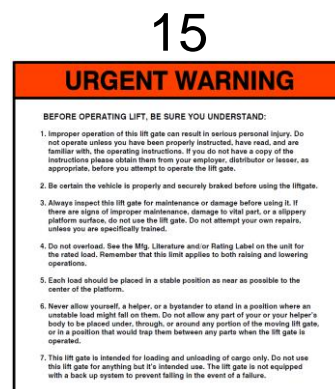 15
URGENT WARNING
BEFORE OPERATING LIFT, BE SURE YOU UNDERSTAND:
1. Improper operation of this lift gate can result in serious personal injury. Do
not operate unless you have been properly instructed, have read, and are
familiar with, the operating instructions. If you do not have a copy of the
instructions please obtain them from your employer, distributor or lesser, as
appropriate, before you attempt to operate the lift gate.
2. Be certain the vehicle is properly and securely braked before using the liftgate.
3. Always inspect this lift gate for maintenance or damage before using it. If
there are signs of improper maintenance, damage to vital part, or a slippery
platform surface, do not use the lift gate. Do not attempt your own repairs,
unless you are specifically trained.
4. Do not overload. See the Mfg. Literature and/or Rating Label on the unit for
the rated load. Remember that this limit applies to both raising and lowering
operations.
5. Each load should be placed in a stable position as near as possible to the
center of the platform.
6. Never allow yourself, a helper, or a bystander to stand in a position where an
unstable load might fall on them. Do not allow any part of your or your helper's
body to be placed under, through, or around any portion of the moving lift gate,
or in a position that would trap them between any parts when the lift gate is
operated.
7. This lift gate is intended for loading and unloading of cargo only. Do not use
this lift gate for anything but it's intended use. The lift gate is not equipped
with a back up system to prevent falling in the event of a failure.